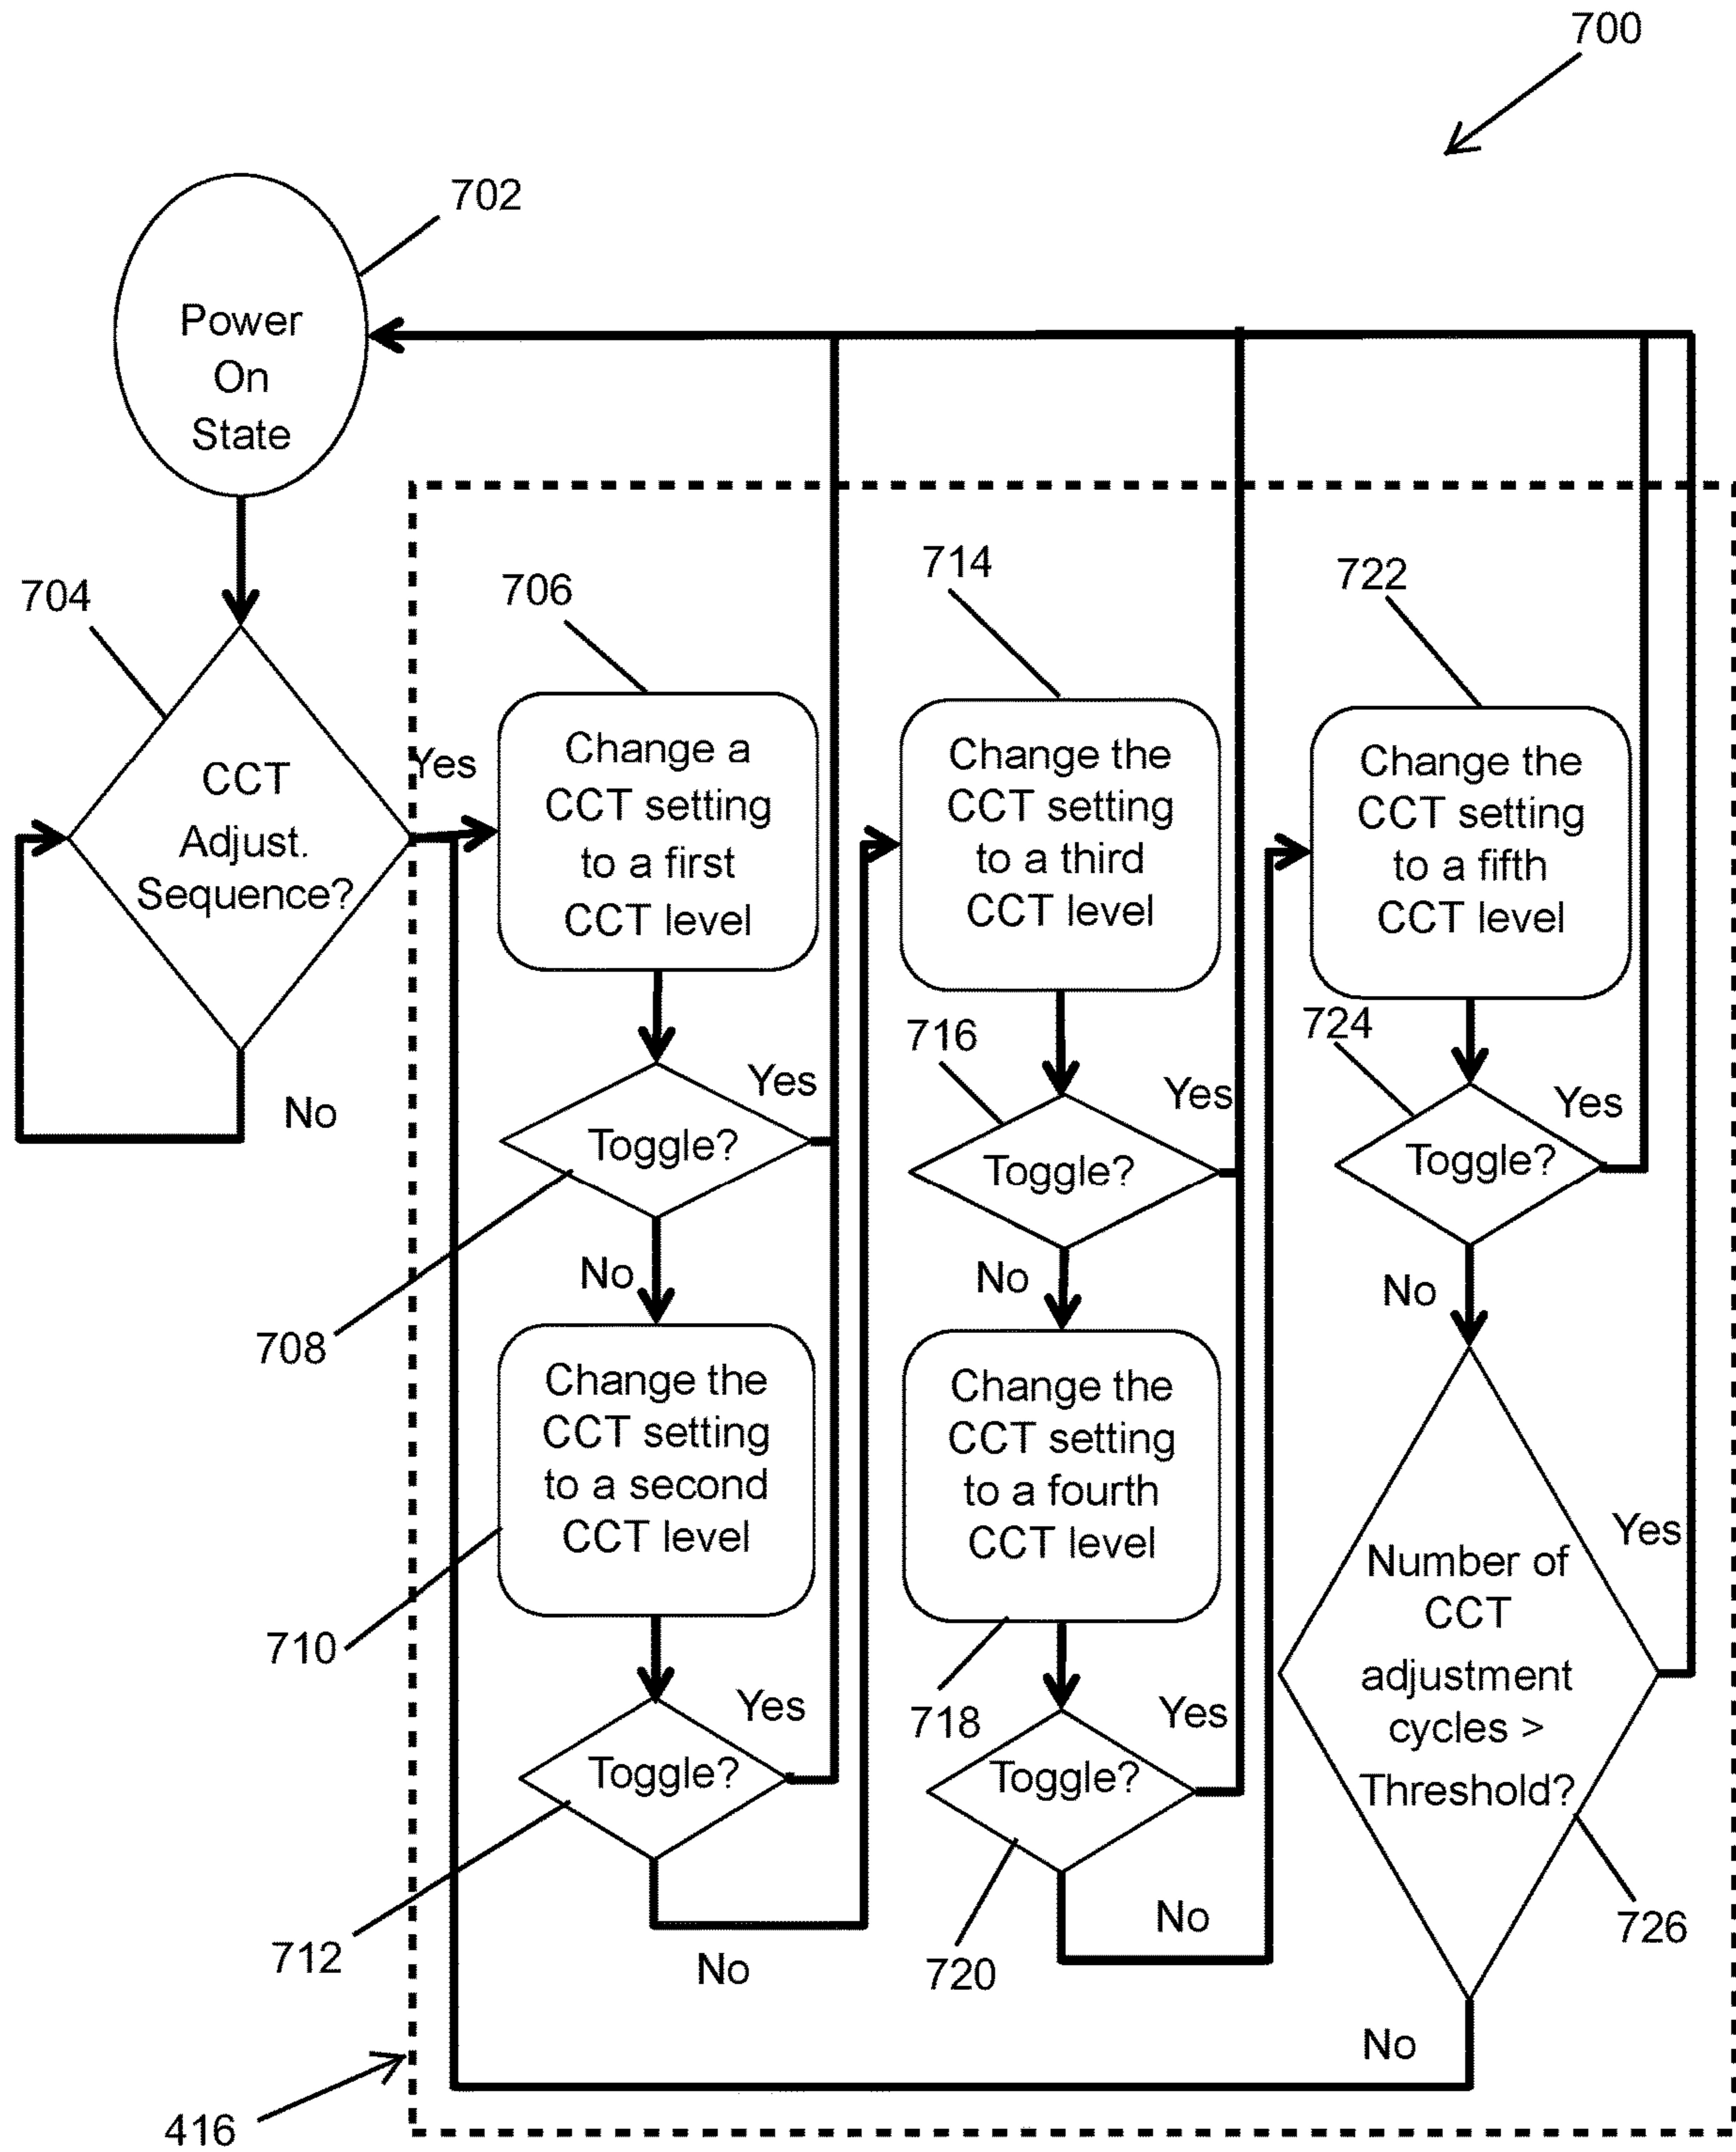 700
702
Power
On
State
704
CCT
Adjust.
Sequence?
Yes
No
706
Change a
CCT setting
to a first
CCT level
Toggle?
Yes
No
708
Change the
CCT setting
to a second
CCT level
710
Toggle?
Yes
No
712
714
Change the
CCT setting
to a third
CCT level
716
Toggle?
Yes
No
Change the
CCT setting
to a fourth
CCT level
718
Toggle?
Yes
No
720
722
Change the
CCT setting
to a fifth
CCT level
724
Toggle?
Yes
No
Number of
CCT
adjustment
cycles >
Threshold?
Yes
726
No
416